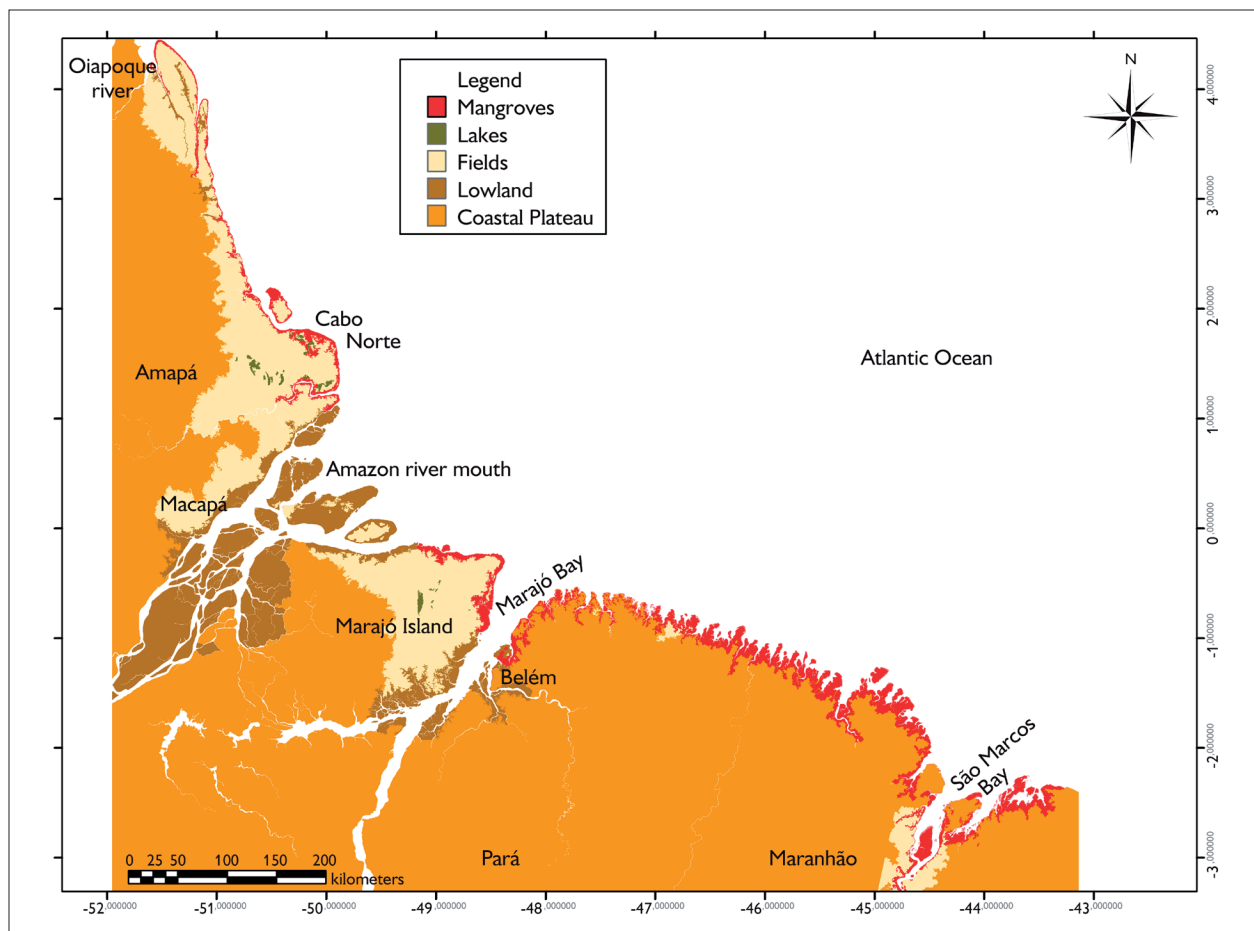 Oiapoque
river
Legend
Mangroves
Lakes
Fields
Lowland
Coastal Plateau
N
4.000000
3.000000
2.000000
1.000000
0.000000
-1.000000
-2.000000
-3.000000
Cabo
Norte
Amapá
Atlantic Ocean
Amazon river mouth
Macapá
Marajó Bay
Marajó Island
Belém
São Marcos
Bay
Pará
Maranhão
0 25 50 100 150 200
kilometers
-52.000000 -51.000000 -50.000000 -49.000000 -48.000000 -47.000000 -46.000000 -45.000000 -44.000000 -43.000000